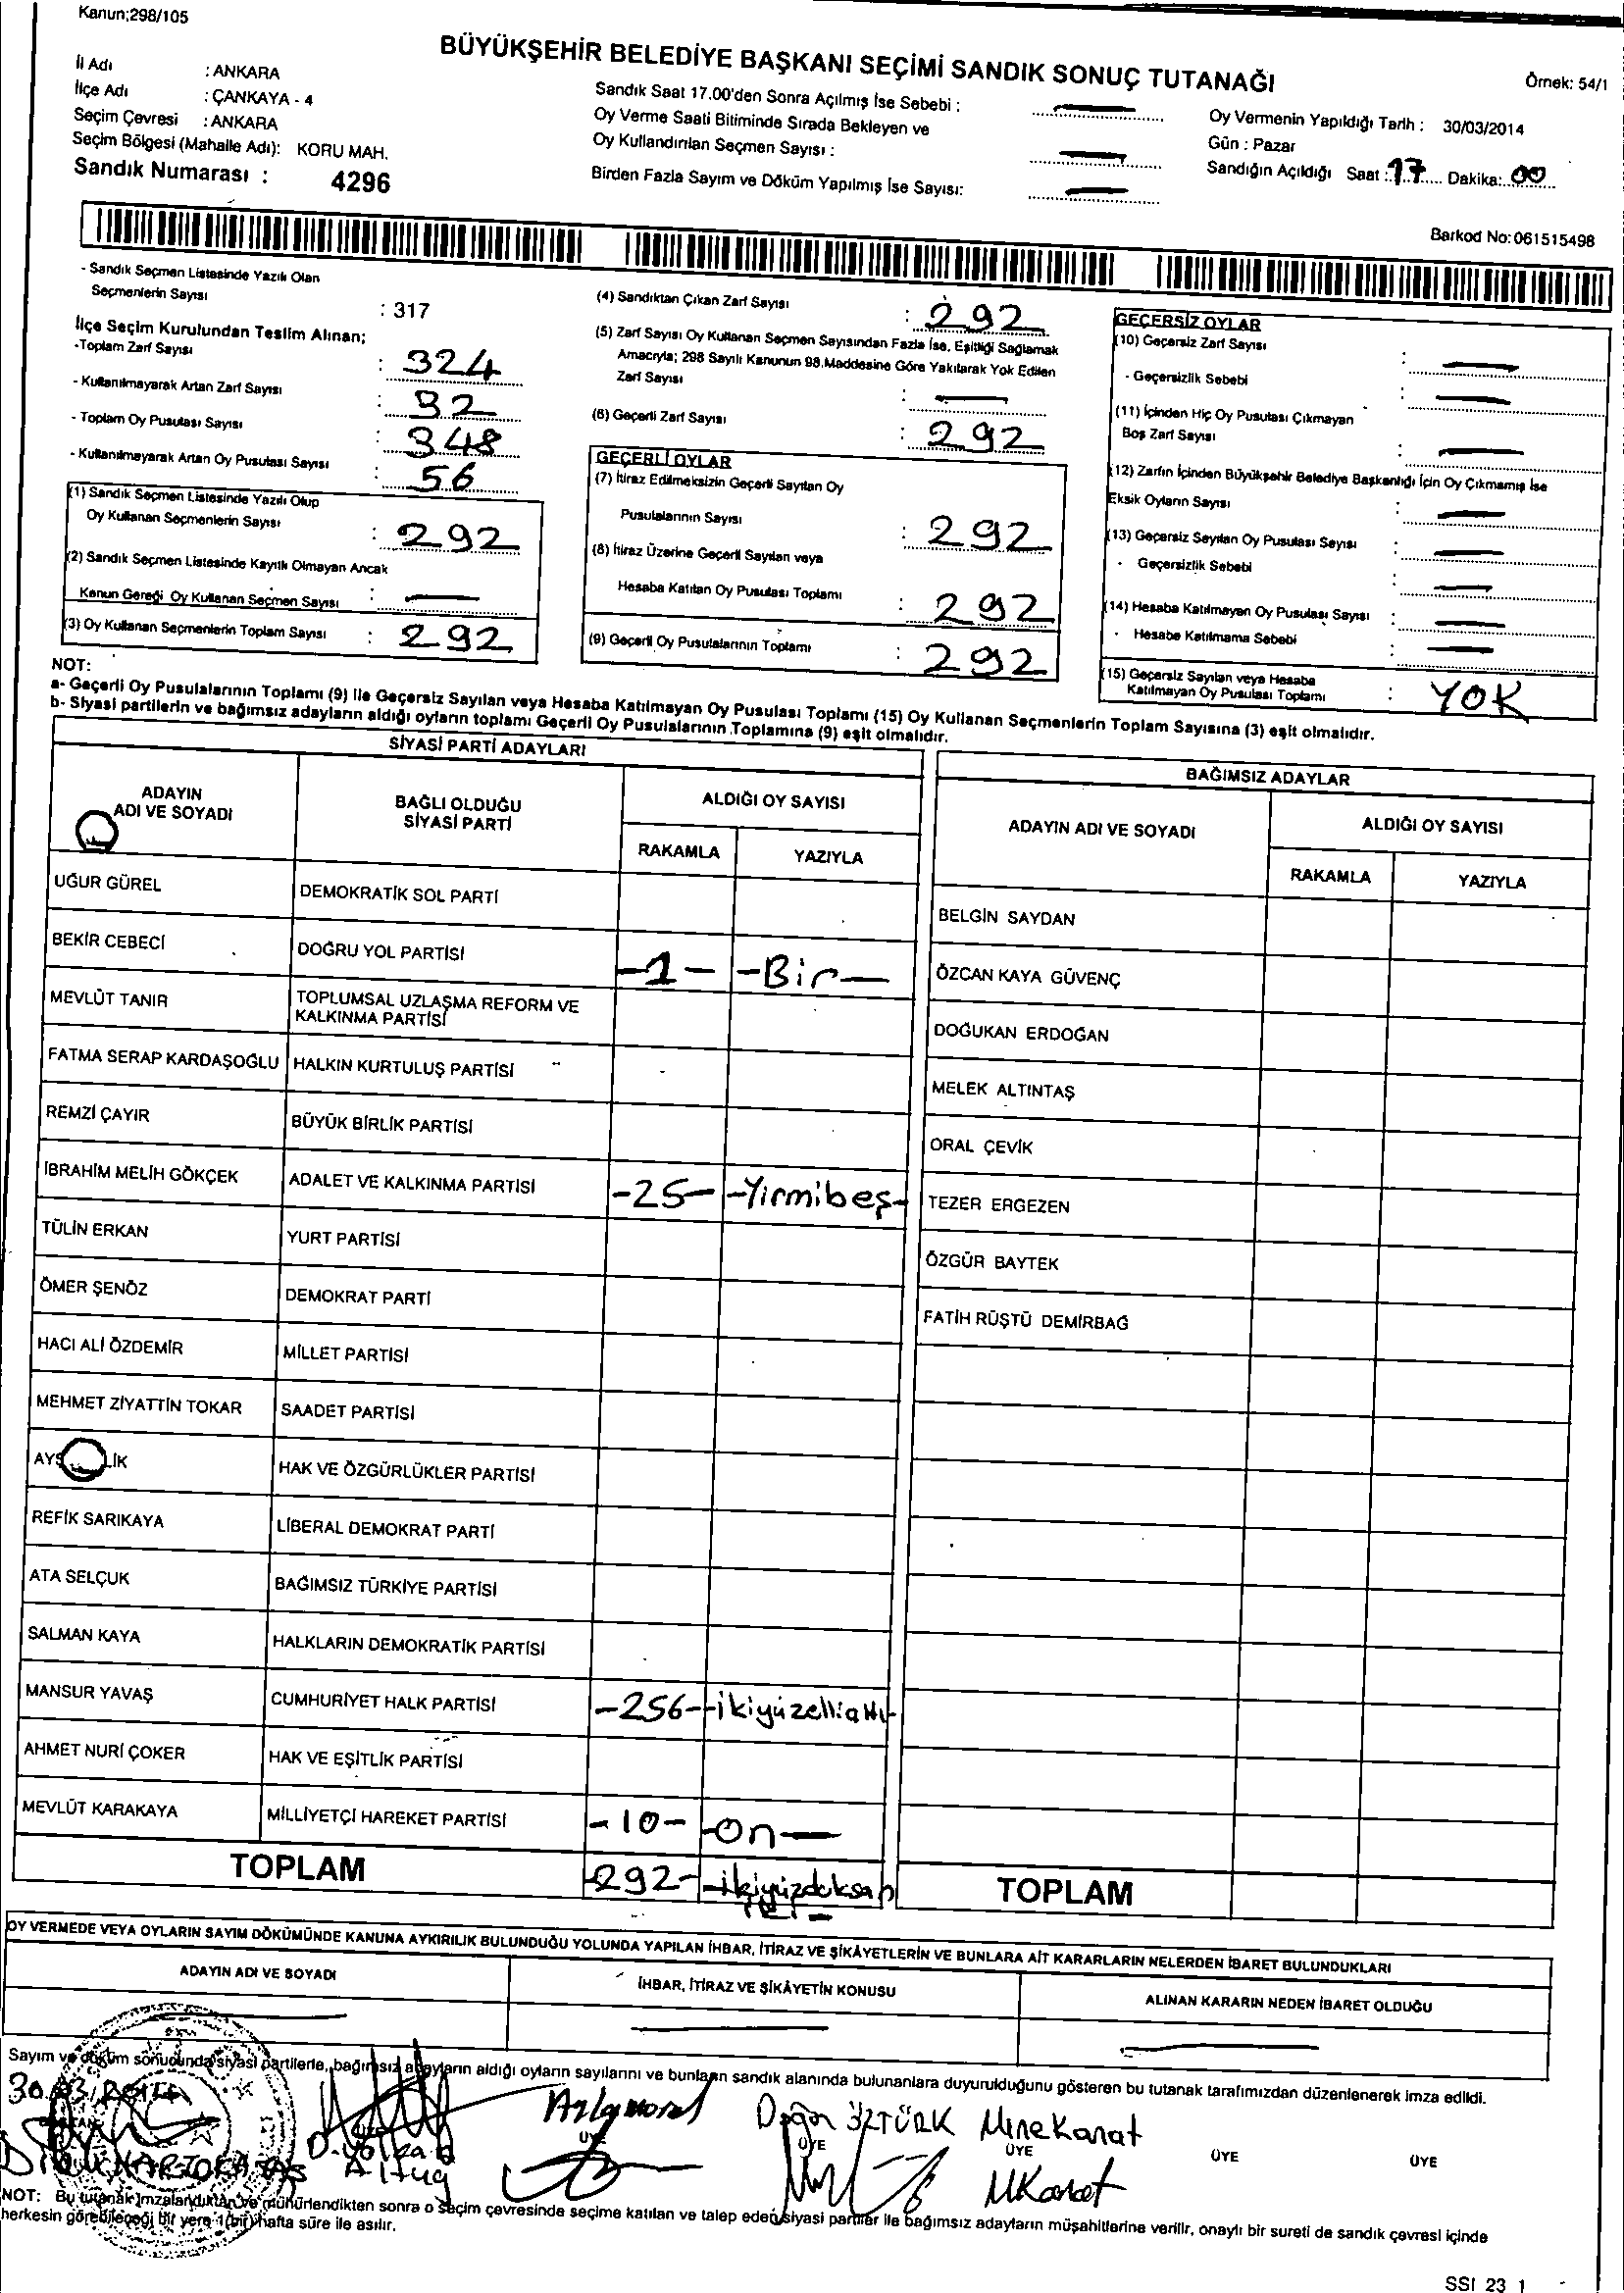 Kanun:298/105
BÜYÜKŞEHİR BELEDİYE BAŞKANI SEÇİMİ SANDIK SONUÇ TUTANAĞI
Örnek: 54/1
İl Adı : ANKARA
İlçe Adı : ÇANKAYA - 4
Seçim Çevresi : ANKARA
Seçim Bölgesi (Mahalle Adı): KORU MAH.
Sandık Numarası : 4296
Sandık Saat 17.00'den Sonra Açılmış İse Sebebi : —
Oy Verme Saati Bitiminde Sırada Bekleyen ve
Oy Kullandırılan Seçmen Sayısı : —
Birden Fazla Sayım ve Döküm Yapılmış İse Sayısı: —
Oy Vermenin Yapıldığı Tarih : 30/03/2014
Gün : Pazar
Sandığın Açıldığı Saat : 17 Dakika: 00
Barkod No:061515498
- Sandık Seçmen Listesinde Yazılı Olan
Seçmenlerin Sayısı : 317
İlçe Seçim Kurulundan Teslim Alınan;
-Toplam Zarf Sayısı : 324
- Kullanılmayarak Artan Zarf Sayısı : 32
- Toplam Oy Pusulası Sayısı : 348
- Kullanılmayarak Artan Oy Pusulası Sayısı : 56
(1) Sandık Seçmen Listesinde Yazılı Olup
Oy Kullanan Seçmenlerin Sayısı : 292
(2) Sandık Seçmen Listesinde Kayıtlı Olmayan Ancak
Kanun Gereği Oy Kullanan Seçmen Sayısı : —
(3) Oy Kullanan Seçmenlerin Toplam Sayısı : 292
(4) Sandıktan Çıkan Zarf Sayısı : 292
(5) Zarf Sayısı Oy Kullanan Seçmen Sayısından Fazla İse, Eşitliği Sağlamak
Amacıyla; 298 Sayılı Kanunun 98.Maddesine Göre Yakılarak Yok Edilen
Zarf Sayısı : —
(6) Geçerli Zarf Sayısı : 292
GEÇERLİ OYLAR
(7) İtiraz Edilmeksizin Geçerli Sayılan Oy
Pusulalarının Sayısı : 292
(8) İtiraz Üzerine Geçerli Sayılan veya
Hesaba Katılan Oy Pusulası Toplamı : 292
(9) Geçerli Oy Pusulalarının Toplamı : 292
GEÇERSİZ OYLAR
(10) Geçersiz Zarf Sayısı : —
- Geçersizlik Sebebi : —
(11) İçinden Hiç Oy Pusulası Çıkmayan
Boş Zarf Sayısı : —
(12) Zarfın İçinden Büyükşehir Belediye Başkanlığı İçin Oy Çıkmamış İse
Eksik Oyların Sayısı : —
(13) Geçersiz Sayılan Oy Pusulası Sayısı : —
- Geçersizlik Sebebi : —
(14) Hesaba Katılmayan Oy Pusulası Sayısı : —
- Hesaba Katılmama Sebebi : —
(15) Geçersiz Sayılan veya Hesaba
Katılmayan Oy Pusulası Toplamı : YOK
NOT:
a- Geçerli Oy Pusulalarının Toplamı (9) ile Geçersiz Sayılan veya Hesaba Katılmayan Oy Pusulası Toplamı (15) Oy Kullanan Seçmenlerin Toplam Sayısına (3) eşit olmalıdır.
b- Siyasi partilerin ve bağımsız adayların aldığı oyların toplamı Geçerli Oy Pusulalarının Toplamına (9) eşit olmalıdır.
SİYASİ PARTİ ADAYLARI
ADAYIN
ADI VE SOYADI
BAĞLI OLDUĞU
SİYASİ PARTİ
ALDIĞI OY SAYISI
RAKAMLA YAZIYLA
UĞUR GÜREL DEMOKRATİK SOL PARTİ
BEKİR CEBECİ DOĞRU YOL PARTİSİ -1- -Bir-
MEVLÜT TANIR TOPLUMSAL UZLAŞMA REFORM VE
KALKINMA PARTİSİ
FATMA SERAP KARDAŞOĞLU HALKIN KURTULUŞ PARTİSİ
REMZİ ÇAYIR BÜYÜK BİRLİK PARTİSİ
İBRAHİM MELİH GÖKÇEK ADALET VE KALKINMA PARTİSİ -25- -Yirmibeş-
TÜLİN ERKAN YURT PARTİSİ
ÖMER ŞENÖZ DEMOKRAT PARTİ
HACI ALİ ÖZDEMİR MİLLET PARTİSİ
MEHMET ZİYATTİN TOKAR SAADET PARTİSİ
HAK VE ÖZGÜRLÜKLER PARTİSİ
REFİK SARIKAYA LİBERAL DEMOKRAT PARTİ
ATA SELÇUK BAĞIMSIZ TÜRKİYE PARTİSİ
SALMAN KAYA HALKLARIN DEMOKRATİK PARTİSİ
MANSUR YAVAŞ CUMHURİYET HALK PARTİSİ -256- -ikiyüzellialtı-
AHMET NURİ ÇOKER HAK VE EŞİTLİK PARTİSİ
MEVLÜT KARAKAYA MİLLİYETÇİ HAREKET PARTİSİ -10- -On-
TOPLAM -292- -ikiyüzdoksan
iki-
BAĞIMSIZ ADAYLAR
ADAYIN ADI VE SOYADI
ALDIĞI OY SAYISI
RAKAMLA YAZIYLA
BELGİN SAYDAN
ÖZCAN KAYA GÜVENÇ
DOĞUKAN ERDOĞAN
MELEK ALTINTAŞ
ORAL ÇEVİK
TEZER ERGEZEN
ÖZGÜR BAYTEK
FATİH RÜŞTÜ DEMİRBAĞ
TOPLAM
OY VERMEDE VEYA OYLARIN SAYIM DÖKÜMÜNDE KANUNA AYKIRILIK BULUNDUĞU YOLUNDA YAPILAN İHBAR, İTİRAZ VE ŞİKÂYETLERİN VE BUNLARA AİT KARARLARIN NELERDEN İBARET BULUNDUKLARI
ADAYIN ADI VE SOYADI
İHBAR, İTİRAZ VE ŞİKÂYETİN KONUSU
ALINAN KARARIN NEDEN İBARET OLDUĞU
Sayım ve döküm sonucunda siyasi partilerle, bağımsız adayların aldığı oyların sayılarını ve bunların sandık alanında bulunanlara duyurulduğunu gösteren bu tutanak tarafımızdan düzenlenerek imza edildi.
30.03.2014
Doğan ÖZTÜRK Mine Kanat
Altuğ
ÜYE ÜYE ÜYE ÜYE ÜYE
MKanat
NOT: Bu tutanak imzalandıktan ve mühürlendikten sonra o seçim çevresinde seçime katılan ve talep eden siyasi partiler ile bağımsız adayların müşahitlerine verilir, onaylı bir sureti de sandık çevresi içinde
herkesin görebileceği bir yere 1(bir) hafta süre ile asılır.
SSI 23 1